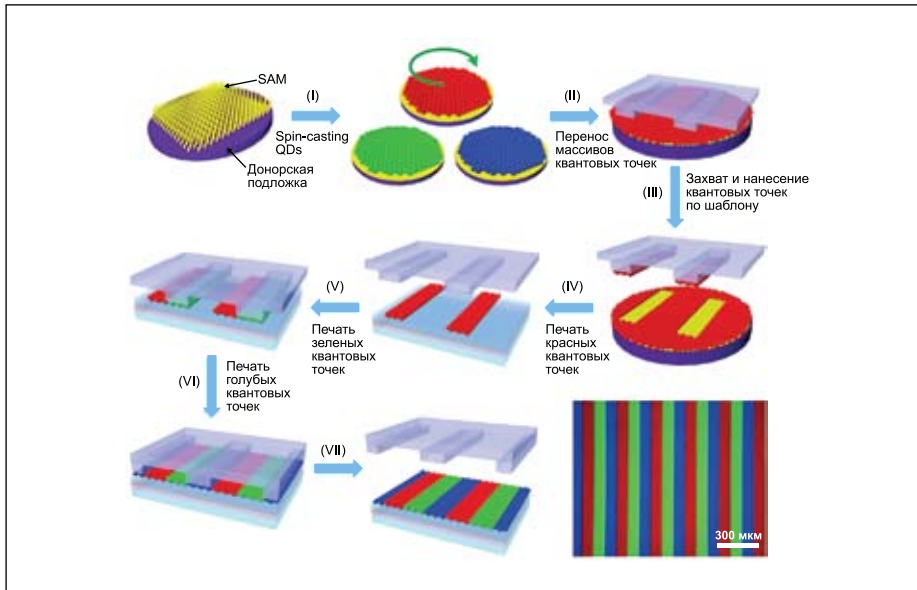 SAM
(I)
Spin-casting
QDs
Донорская
подложка
(II)
Перенос
массивов
квантовых точек
(III)
Захват и нанесение
квантовых точек
по шаблону
(IV)
Печать
красных
квантовых
точек
(V)
Печать
зеленых
квантовых
точек
(VI)
Печать
голубых
квантовых
точек
(VII)
300 мкм